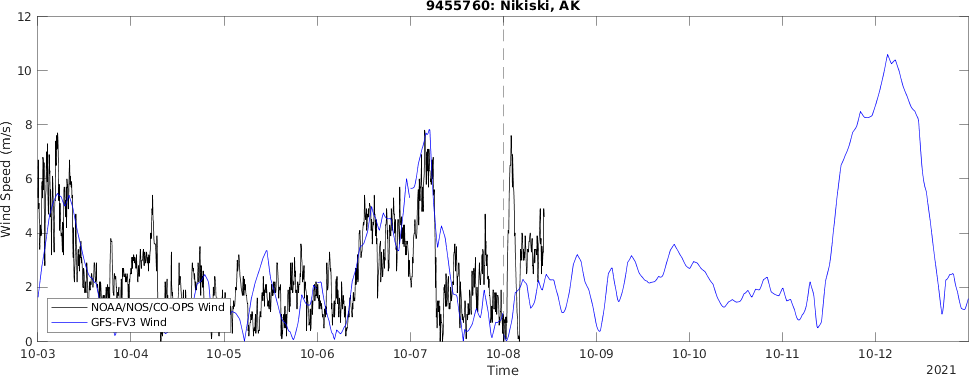 9455760: Nikiski, AK
Wind Speed (m/s)
12
10
8
6
4
2
0
NOAA/NOS/CO-OPS Wind
GFS-FV3 Wind
10-03 10-04 10-05 10-06 10-07 10-08 10-09 10-10 10-11 10-12
Time
2021